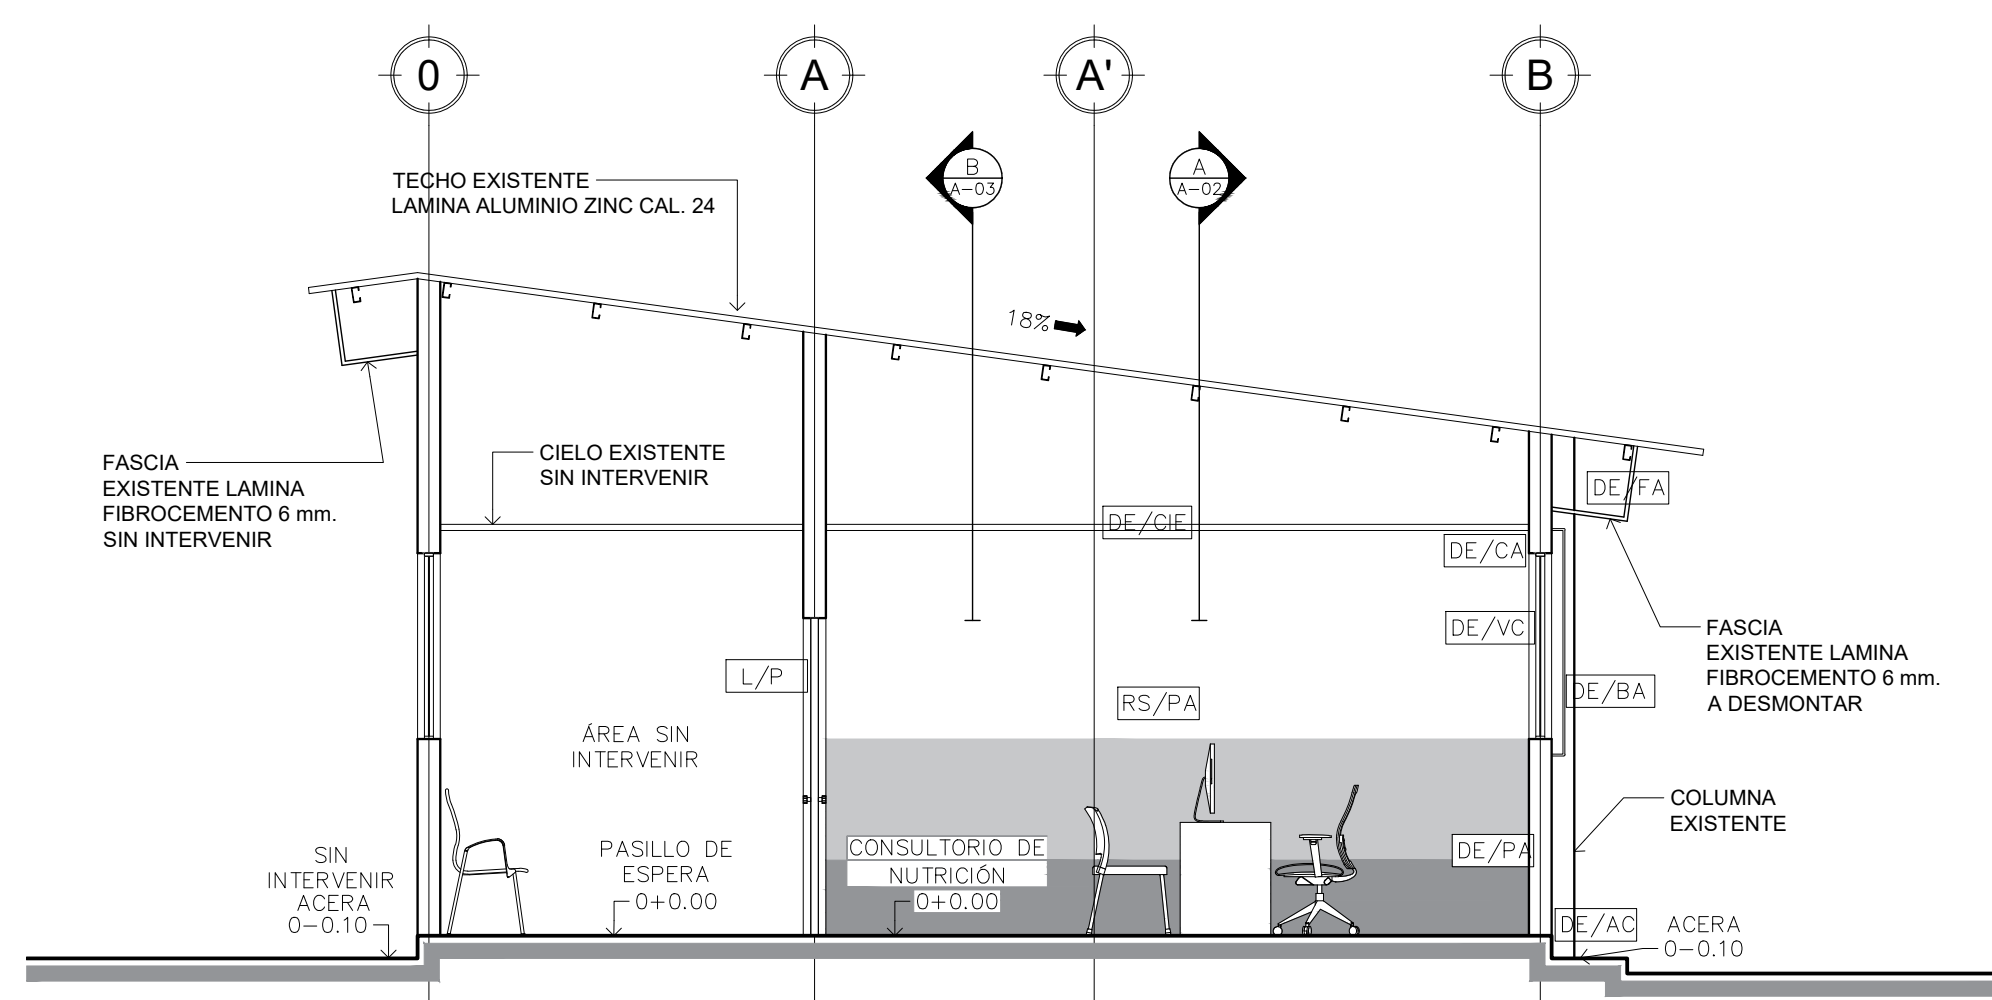 0
A
A'
B
B
A-03
A
A-02
TECHO EXISTENTE
LAMINA ALUMINIO ZINC CAL. 24
18%
FASCIA
EXISTENTE LAMINA
FIBROCEMENTO 6 mm.
SIN INTERVENIR
CIELO EXISTENTE
SIN INTERVENIR
DE/FA
DE/CIE
DE/CA
DE/VC
FASCIA
EXISTENTE LAMINA
FIBROCEMENTO 6 mm.
A DESMONTAR
L/P
RS/PA
DE/BA
ÁREA SIN
INTERVENIR
COLUMNA
EXISTENTE
SIN
INTERVENIR
ACERA
0-0.10
PASILLO DE
ESPERA
0+0.00
CONSULTORIO DE
NUTRICIÓN
0+0.00
DE/PA
DE/AC
ACERA
0-0.10